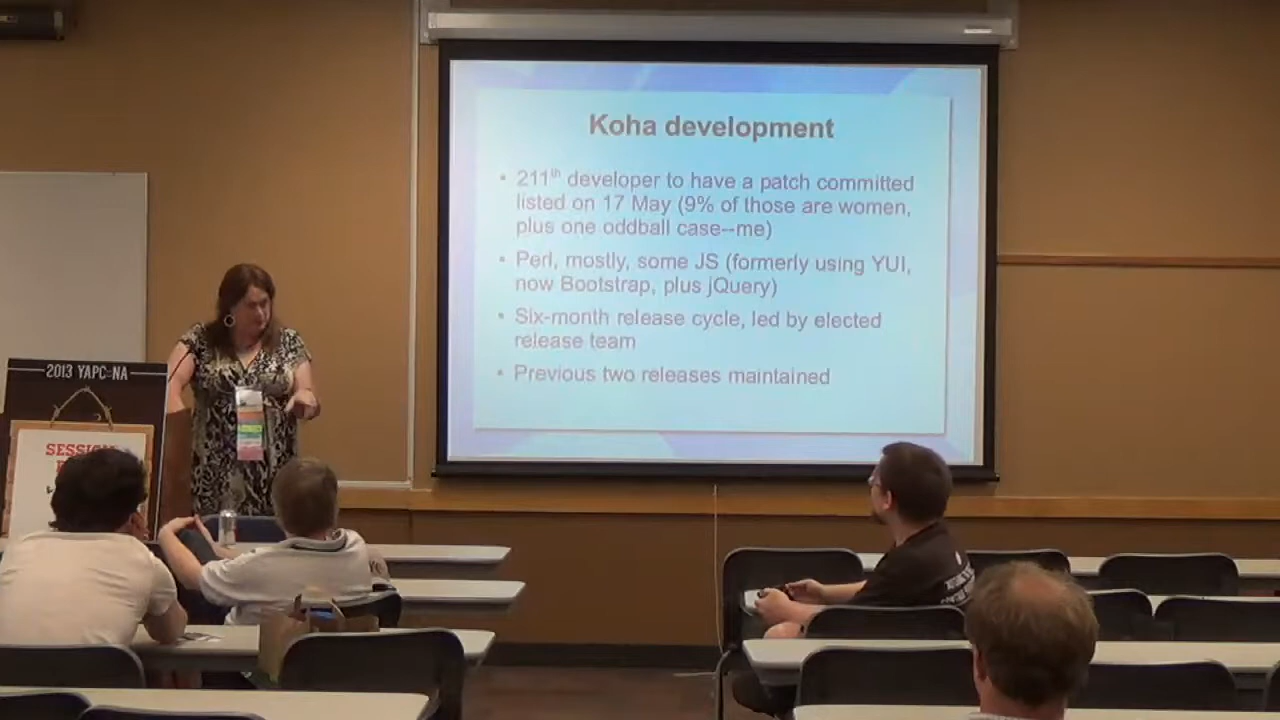 Koha development
• 211th developer to have a patch committed
listed on 17 May (9% of those are women,
plus one oddball case--me)
• Perl, mostly, some JS (formerly using YUI,
now Bootstrap, plus jQuery)
• Six-month release cycle, led by elected
release team
• Previous two releases maintained
2013 YAPC::NA